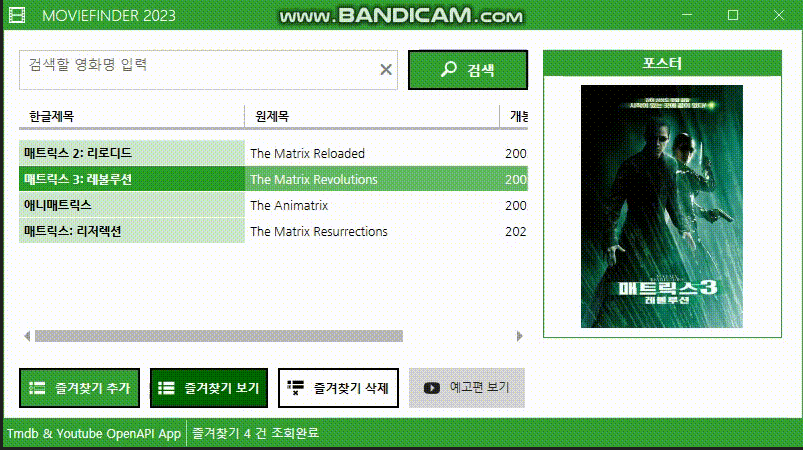 MOVIEFINDER 2023
www.BANDICAM.com
검색할 영화명 입력
검색
포스터
한글제목 원제목 개봉
매트릭스 2: 리로디드 The Matrix Reloaded 200
매트릭스 3: 레볼루션 The Matrix Revolutions 200
애니매트릭스 The Animatrix 200
매트릭스: 리저렉션 The Matrix Resurrections 202
매트릭스3
레볼루션
즐겨찾기 추가 즐겨찾기 보기 즐겨찾기 삭제 예고편 보기
Tmdb & Youtube OpenAPI App 즐겨찾기 4 건 조회완료